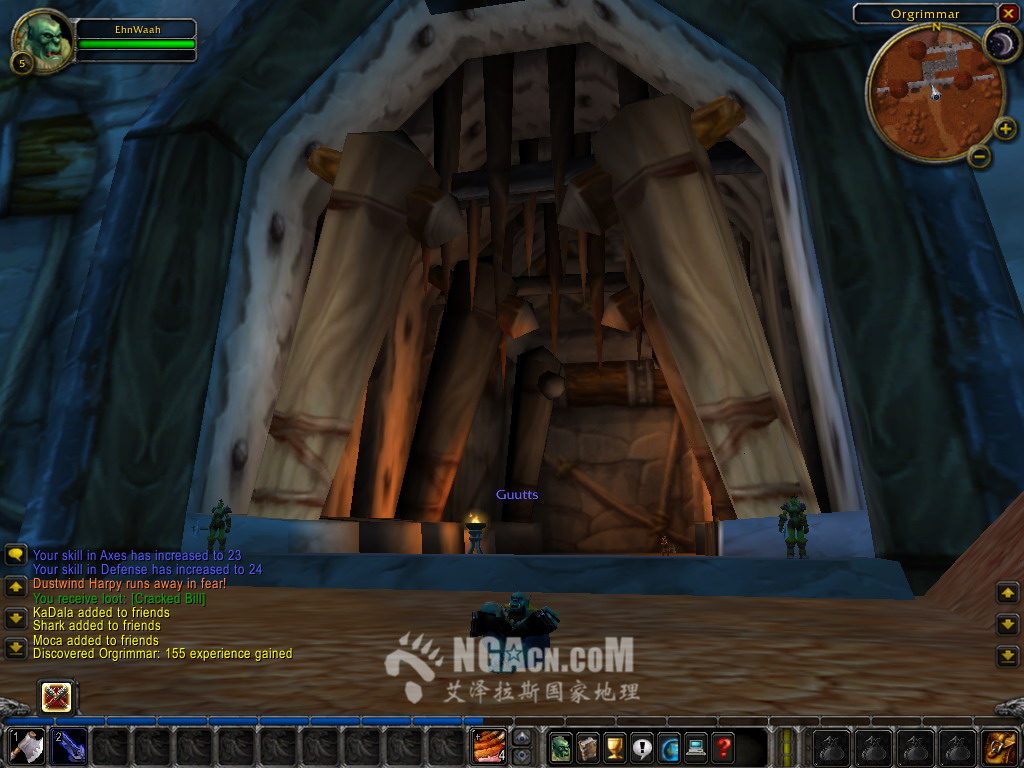 EhnWaah
5
Orgrimmar
N
Guutts
Your skill in Axes has increased to 23
Your skill in Defense has increased to 24
Dustwind Harpy runs away in fear!
You receive loot: [Cracked Bill]
KaDala added to friends
Shark added to friends
Moca added to friends
Discovered Orgrimmar: 155 experience gained
NGACN.COM
艾泽拉斯国家地理
1
2
4